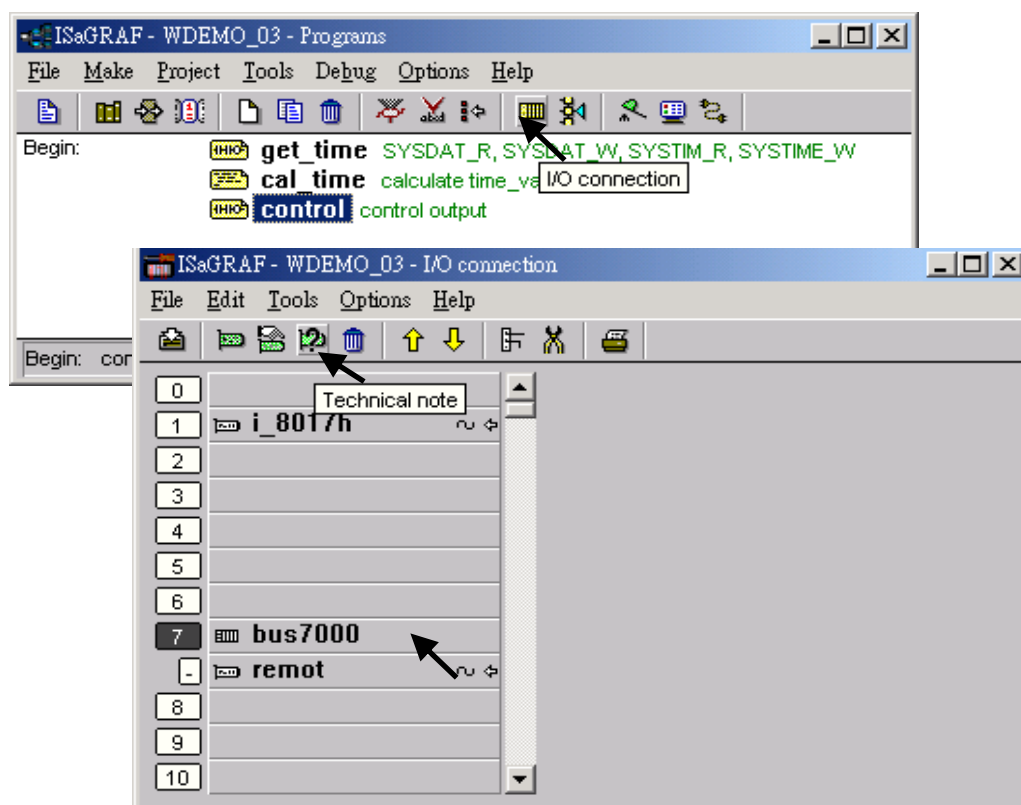 ISaGRAF - WDEMO_03 - Programs
File Make Project Tools Debug Options Help
Begin:
get_time SYSDAT_R, SYSDAT_W, SYSTIM_R, SYSTIME_W
cal_time calculate time_va
I/O connection
control control output
Begin: cor
ISaGRAF - WDEMO_03 - I/O connection
File Edit Tools Options Help
Technical note
0
1 i_8017h
2
3
4
5
6
7 bus7000
- remot
8
9
10